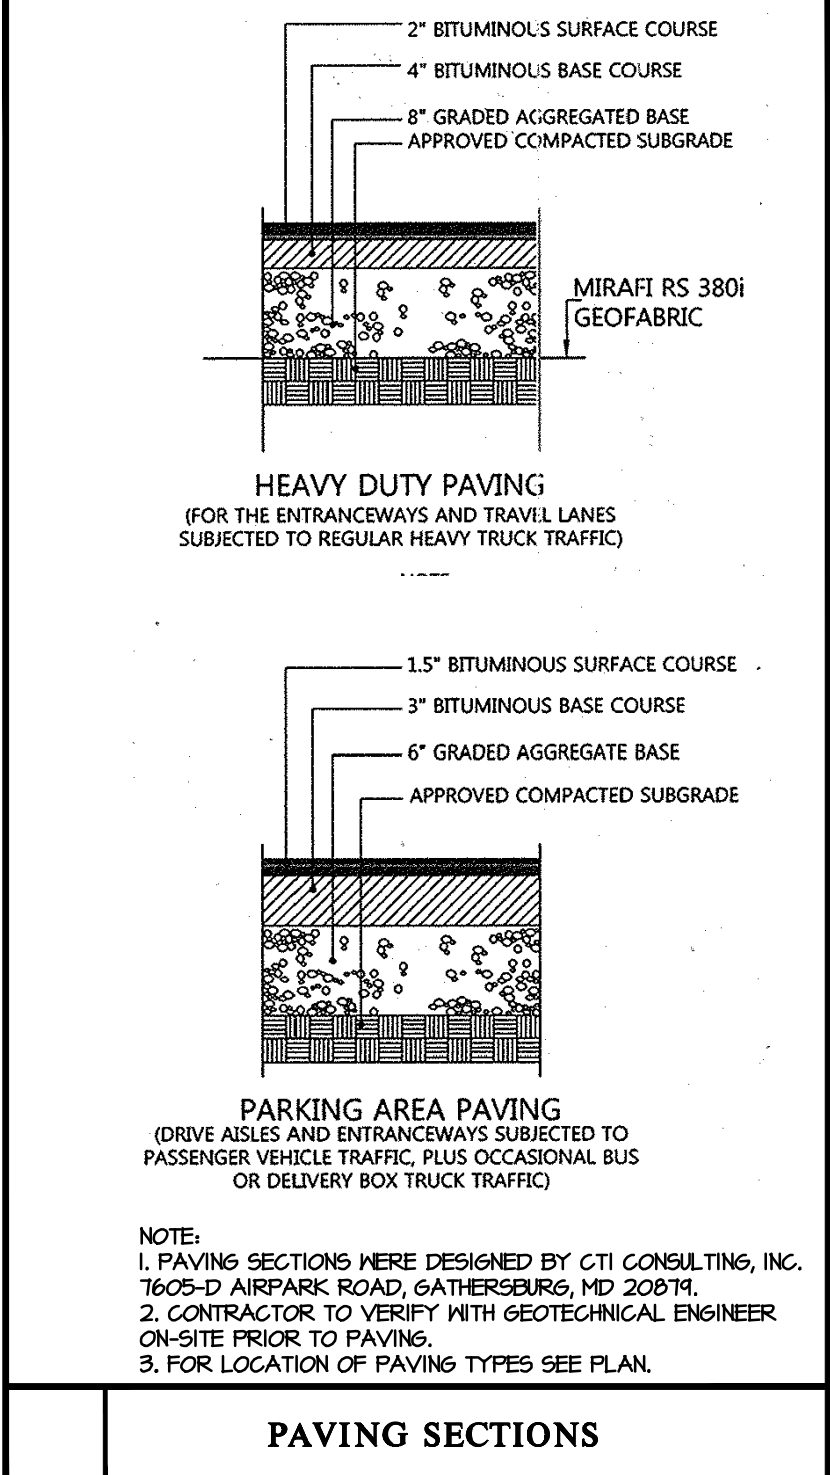 2" BITUMINOUS SURFACE COURSE
4" BITUMINOUS BASE COURSE
8" GRADED AGGREGATED BASE
APPROVED COMPACTED SUBGRADE
MIRAFI RS 380i
GEOFABRIC
HEAVY DUTY PAVING
(FOR THE ENTRANCEWAYS AND TRAVEL LANES
SUBJECTED TO REGULAR HEAVY TRUCK TRAFFIC)
1.5" BITUMINOUS SURFACE COURSE
3" BITUMINOUS BASE COURSE
6" GRADED AGGREGATE BASE
APPROVED COMPACTED SUBGRADE
PARKING AREA PAVING
(DRIVE AISLES AND ENTRANCEWAYS SUBJECTED TO
PASSENGER VEHICLE TRAFFIC, PLUS OCCASIONAL BUS
OR DELIVERY BOX TRUCK TRAFFIC)
NOTE:
1. PAVING SECTIONS WERE DESIGNED BY CTI CONSULTING, INC.
7605-D AIRPARK ROAD, GATHERSBURG, MD 20879.
2. CONTRACTOR TO VERIFY WITH GEOTECHNICAL ENGINEER
ON-SITE PRIOR TO PAVING.
3. FOR LOCATION OF PAVING TYPES SEE PLAN.
PAVING SECTIONS